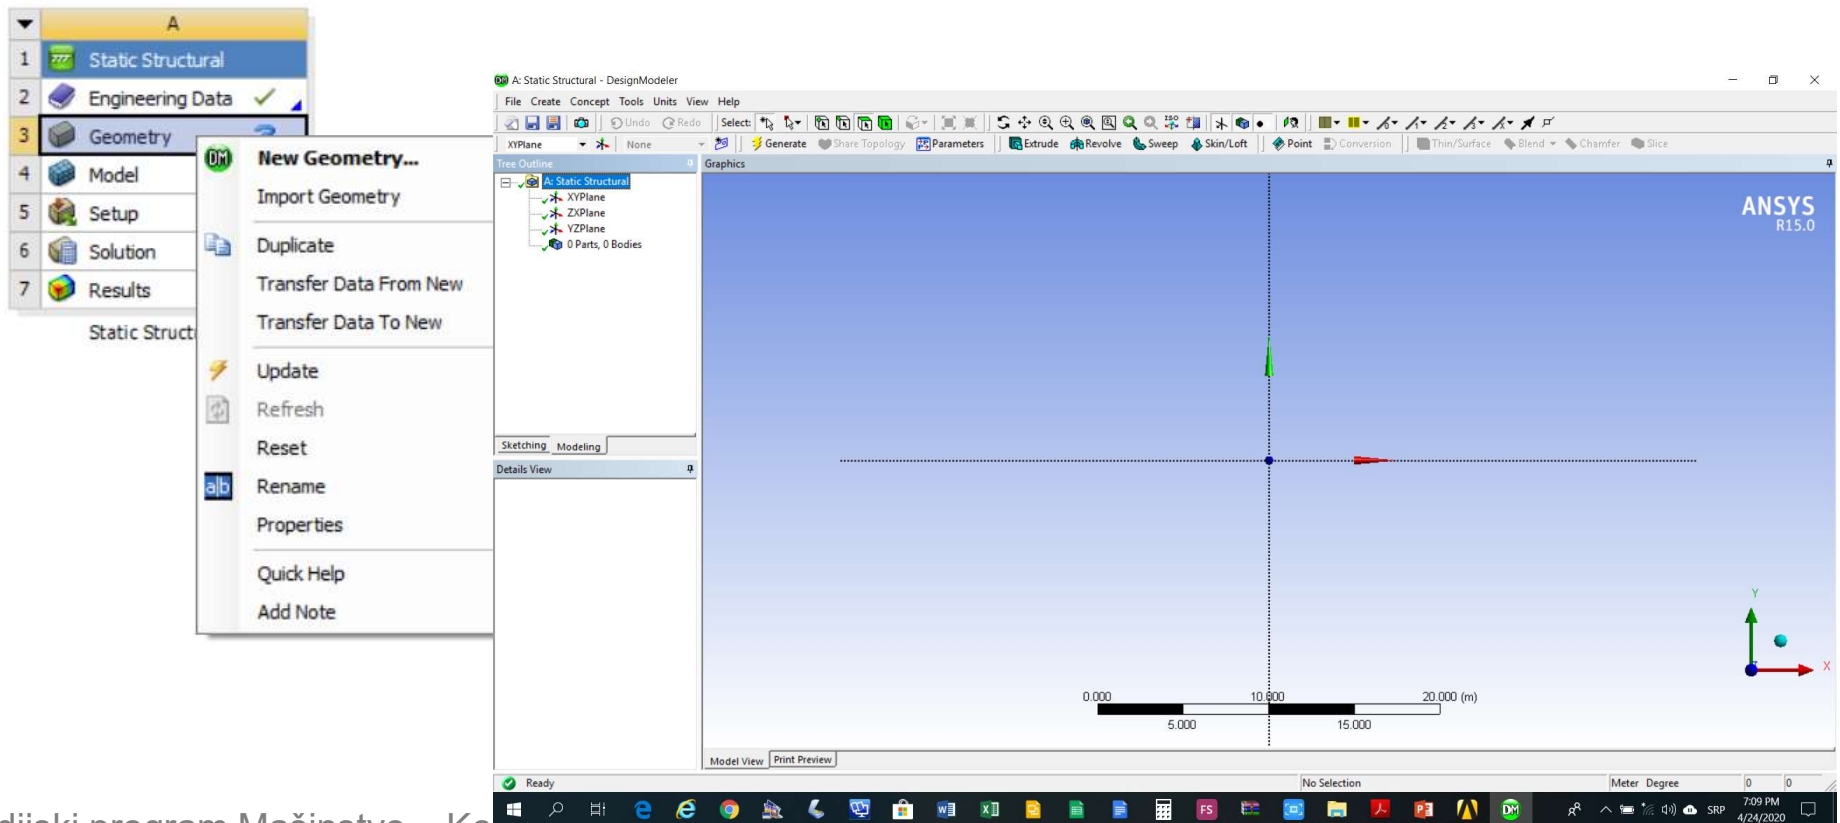 A
1 Static Structural
2 Engineering Data
3 Geometry
4 Model
5 Setup
6 Solution
7 Results
New Geometry...
Import Geometry
Duplicate
Transfer Data From New
Transfer Data To New
Update
Refresh
Reset
a|b Rename
Properties
Quick Help
Add Note
DM A: Static Structural - DesignModeler
File Create Concept Tools Units View Help
Undo Redo Select:
XYPlane None Generate Share Topology Parameters Extrude Revolve Sweep Skin/Loft Point Conversion Thin/Surface Blend Chamfer Slice
Tree Outline
A: Static Structural
XYPlane
ZXPlane
YZPlane
0 Parts, 0 Bodies
Sketching Modeling
Details View
Graphics
ANSYS
R15.0
Y
X
0.000 10.000 20.000 (m)
5.000 15.000
Model View Print Preview
Ready No Selection Meter Degree 0 0
SRP 7:09 PM
4/24/2020